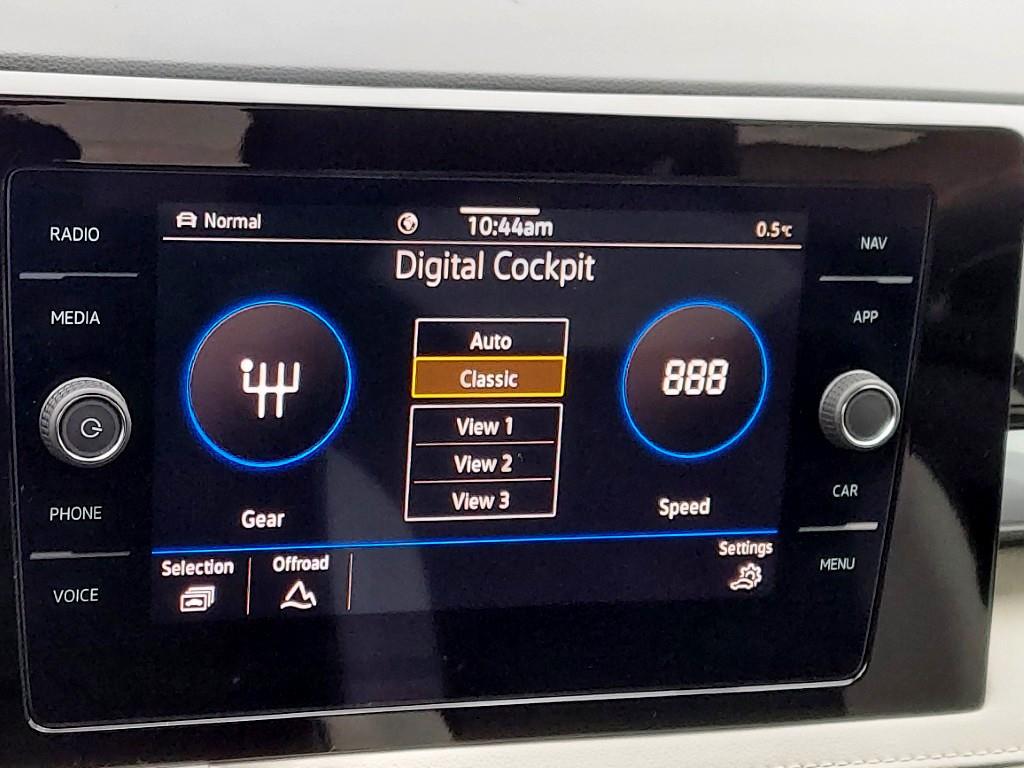 RADIO
MEDIA
PHONE
VOICE
Normal
10:44am
0.5°C
Digital Cockpit
Auto
Classic
View 1
View 2
View 3
888
Gear
Speed
Selection
Offroad
Settings
NAV
APP
CAR
MENU